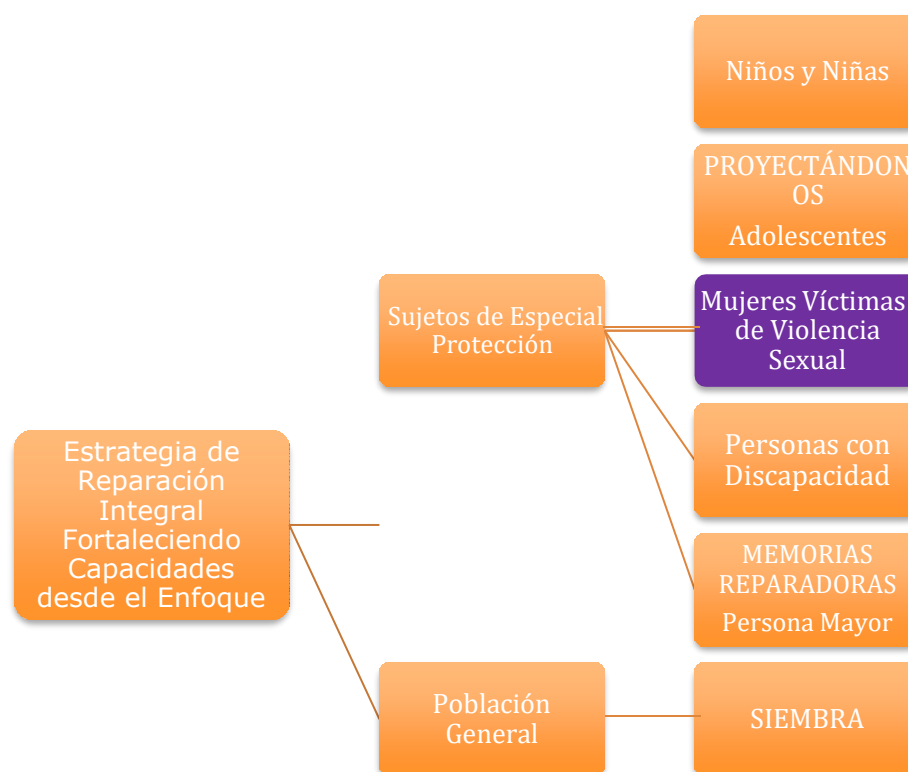 Niños y Niñas
PROYECTÁNDON
OS
Adolescentes
Sujetos de Especial
Protección
Mujeres Víctimas
de Violencia
Sexual
Personas con
Discapacidad
Estrategia de
Reparación
Integral
Fortaleciendo
Capacidades
desde el Enfoque
MEMORIAS
REPARADORAS
Persona Mayor
Población
General
SIEMBRA